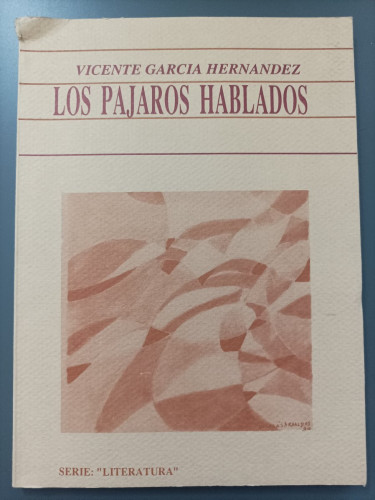 VICENTE GARCIA HERNANDEZ
LOS PAJAROS HABLADOS
SERIE: "LITERATURA"